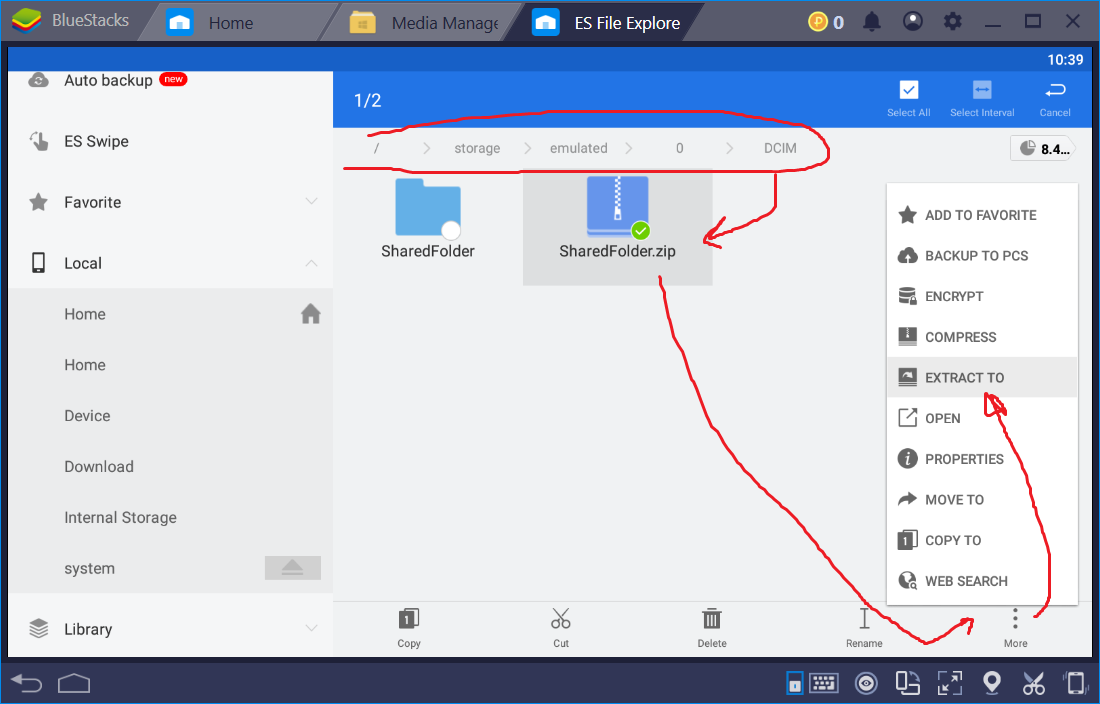 BlueStacks Home Media Manage ES File Explore 0
10:39
Auto backup new
1/2
Select All Select Interval Cancel
ES Swipe
/ storage emulated 0 DCIM
8.4...
Favorite
SharedFolder SharedFolder.zip
Local
Home
Home
Device
Download
Internal Storage
system
Library
ADD TO FAVORITE
BACKUP TO PCS
ENCRYPT
COMPRESS
EXTRACT TO
OPEN
PROPERTIES
MOVE TO
1 COPY TO
WEB SEARCH
1
Copy Cut Delete Rename More